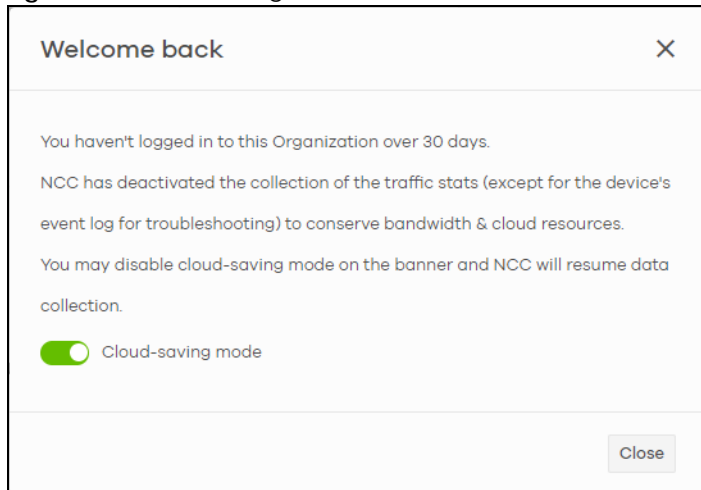 Welcome back
You haven't logged in to this Organization over 30 days.
NCC has deactivated the collection of the traffic stats (except for the device's
event log for troubleshooting) to conserve bandwidth & cloud resources.
You may disable cloud-saving mode on the banner and NCC will resume data
collection.
Cloud-saving mode
Close